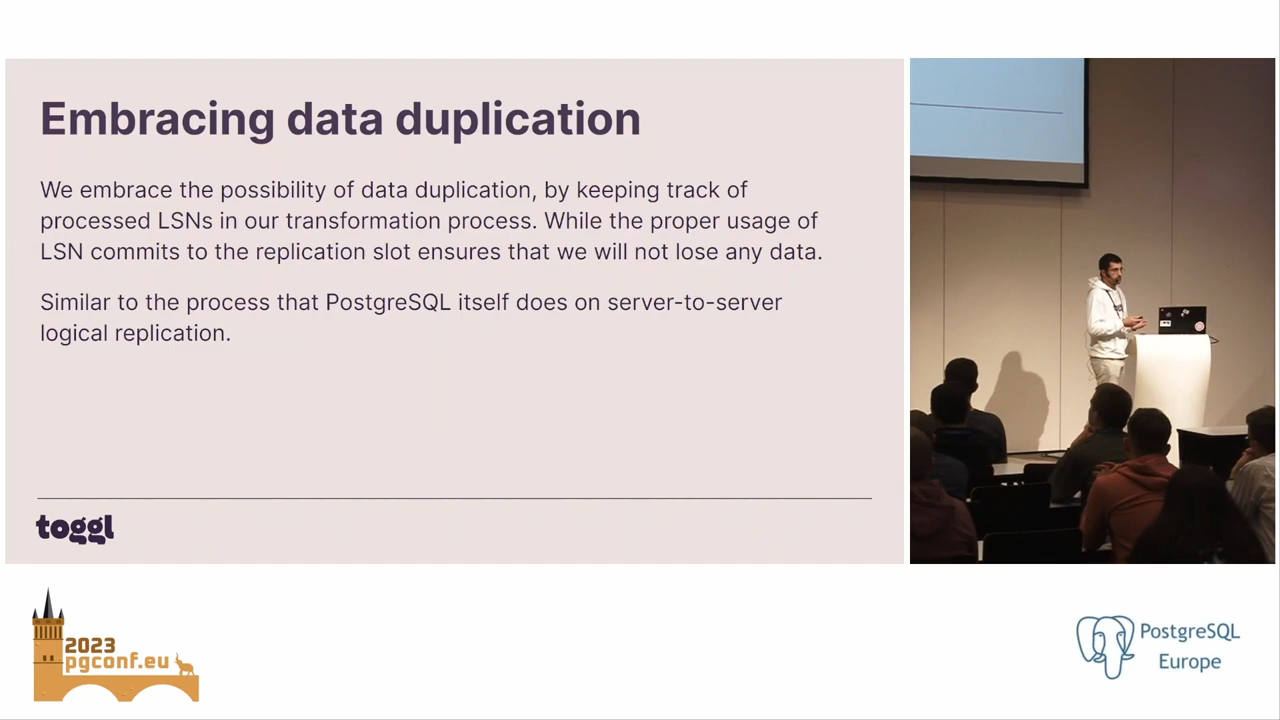 Embracing data duplication
We embrace the possibility of data duplication, by keeping track of
processed LSNs in our transformation process. While the proper usage of
LSN commits to the replication slot ensures that we will not lose any data.
Similar to the process that PostgreSQL itself does on server-to-server
logical replication.
toggl
2023
pgconf.eu
PostgreSQL
Europe